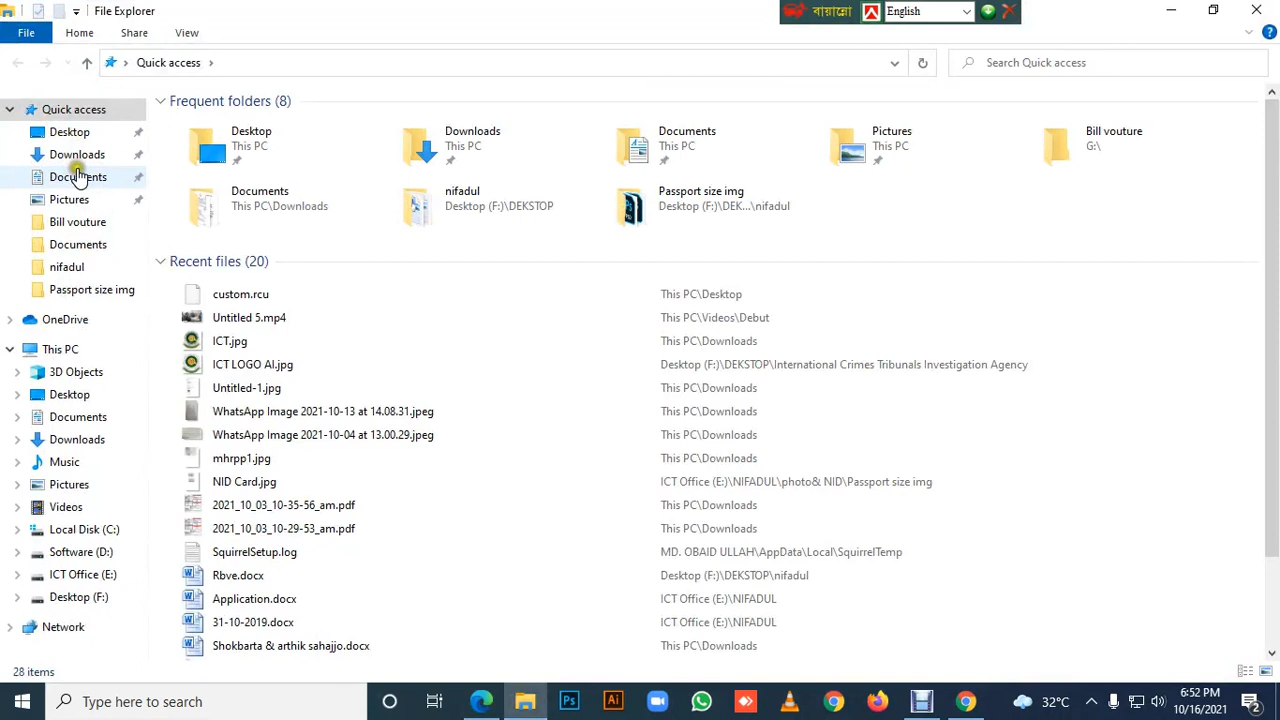 File Explorer
বায়ান্নো
English
File
Home
Share
View
Quick access
Search Quick access
Quick access
Desktop
Downloads
Documents
Pictures
Bill vouture
Documents
nifadul
Passport size img
OneDrive
This PC
3D Objects
Desktop
Documents
Downloads
Music
Pictures
Videos
Local Disk (C:)
Software (D:)
ICT Office (E:)
Desktop (F:)
Network
Frequent folders (8)
Desktop
This PC
Downloads
This PC
Documents
This PC
Pictures
This PC
Bill vouture
G:\
Documents
This PC\Downloads
nifadul
Desktop (F:)\DEKSTOP
Passport size img
Desktop (F:)\DEK...\nifadul
Recent files (20)
custom.rcu This PC\Desktop
Untitled 5.mp4 This PC\Videos\Debut
ICT.jpg This PC\Downloads
ICT LOGO AI.jpg Desktop (F:)\DEKSTOP\International Crimes Tribunals Investigation Agency
Untitled-1.jpg This PC\Downloads
WhatsApp Image 2021-10-13 at 14.08.31.jpeg This PC\Downloads
WhatsApp Image 2021-10-04 at 13.00.29.jpeg This PC\Downloads
mhrpp1.jpg This PC\Downloads
NID Card.jpg ICT Office (E:)\NIFADUL\photo& NID\Passport size img
2021_10_03_10-35-56_am.pdf This PC\Downloads
2021_10_03_10-29-53_am.pdf This PC\Downloads
SquirrelSetup.log MD. OBAID ULLAH\AppData\Local\SquirrelTemp
Rbve.docx Desktop (F:)\DEKSTOP\nifadul
Application.docx ICT Office (E:)\NIFADUL
31-10-2019.docx ICT Office (E:)\NIFADUL
Shokbarta & arthik sahajjo.docx This PC\Downloads
28 items
Type here to search
Ps
Ai
32°C
6:52 PM
10/16/2021
2